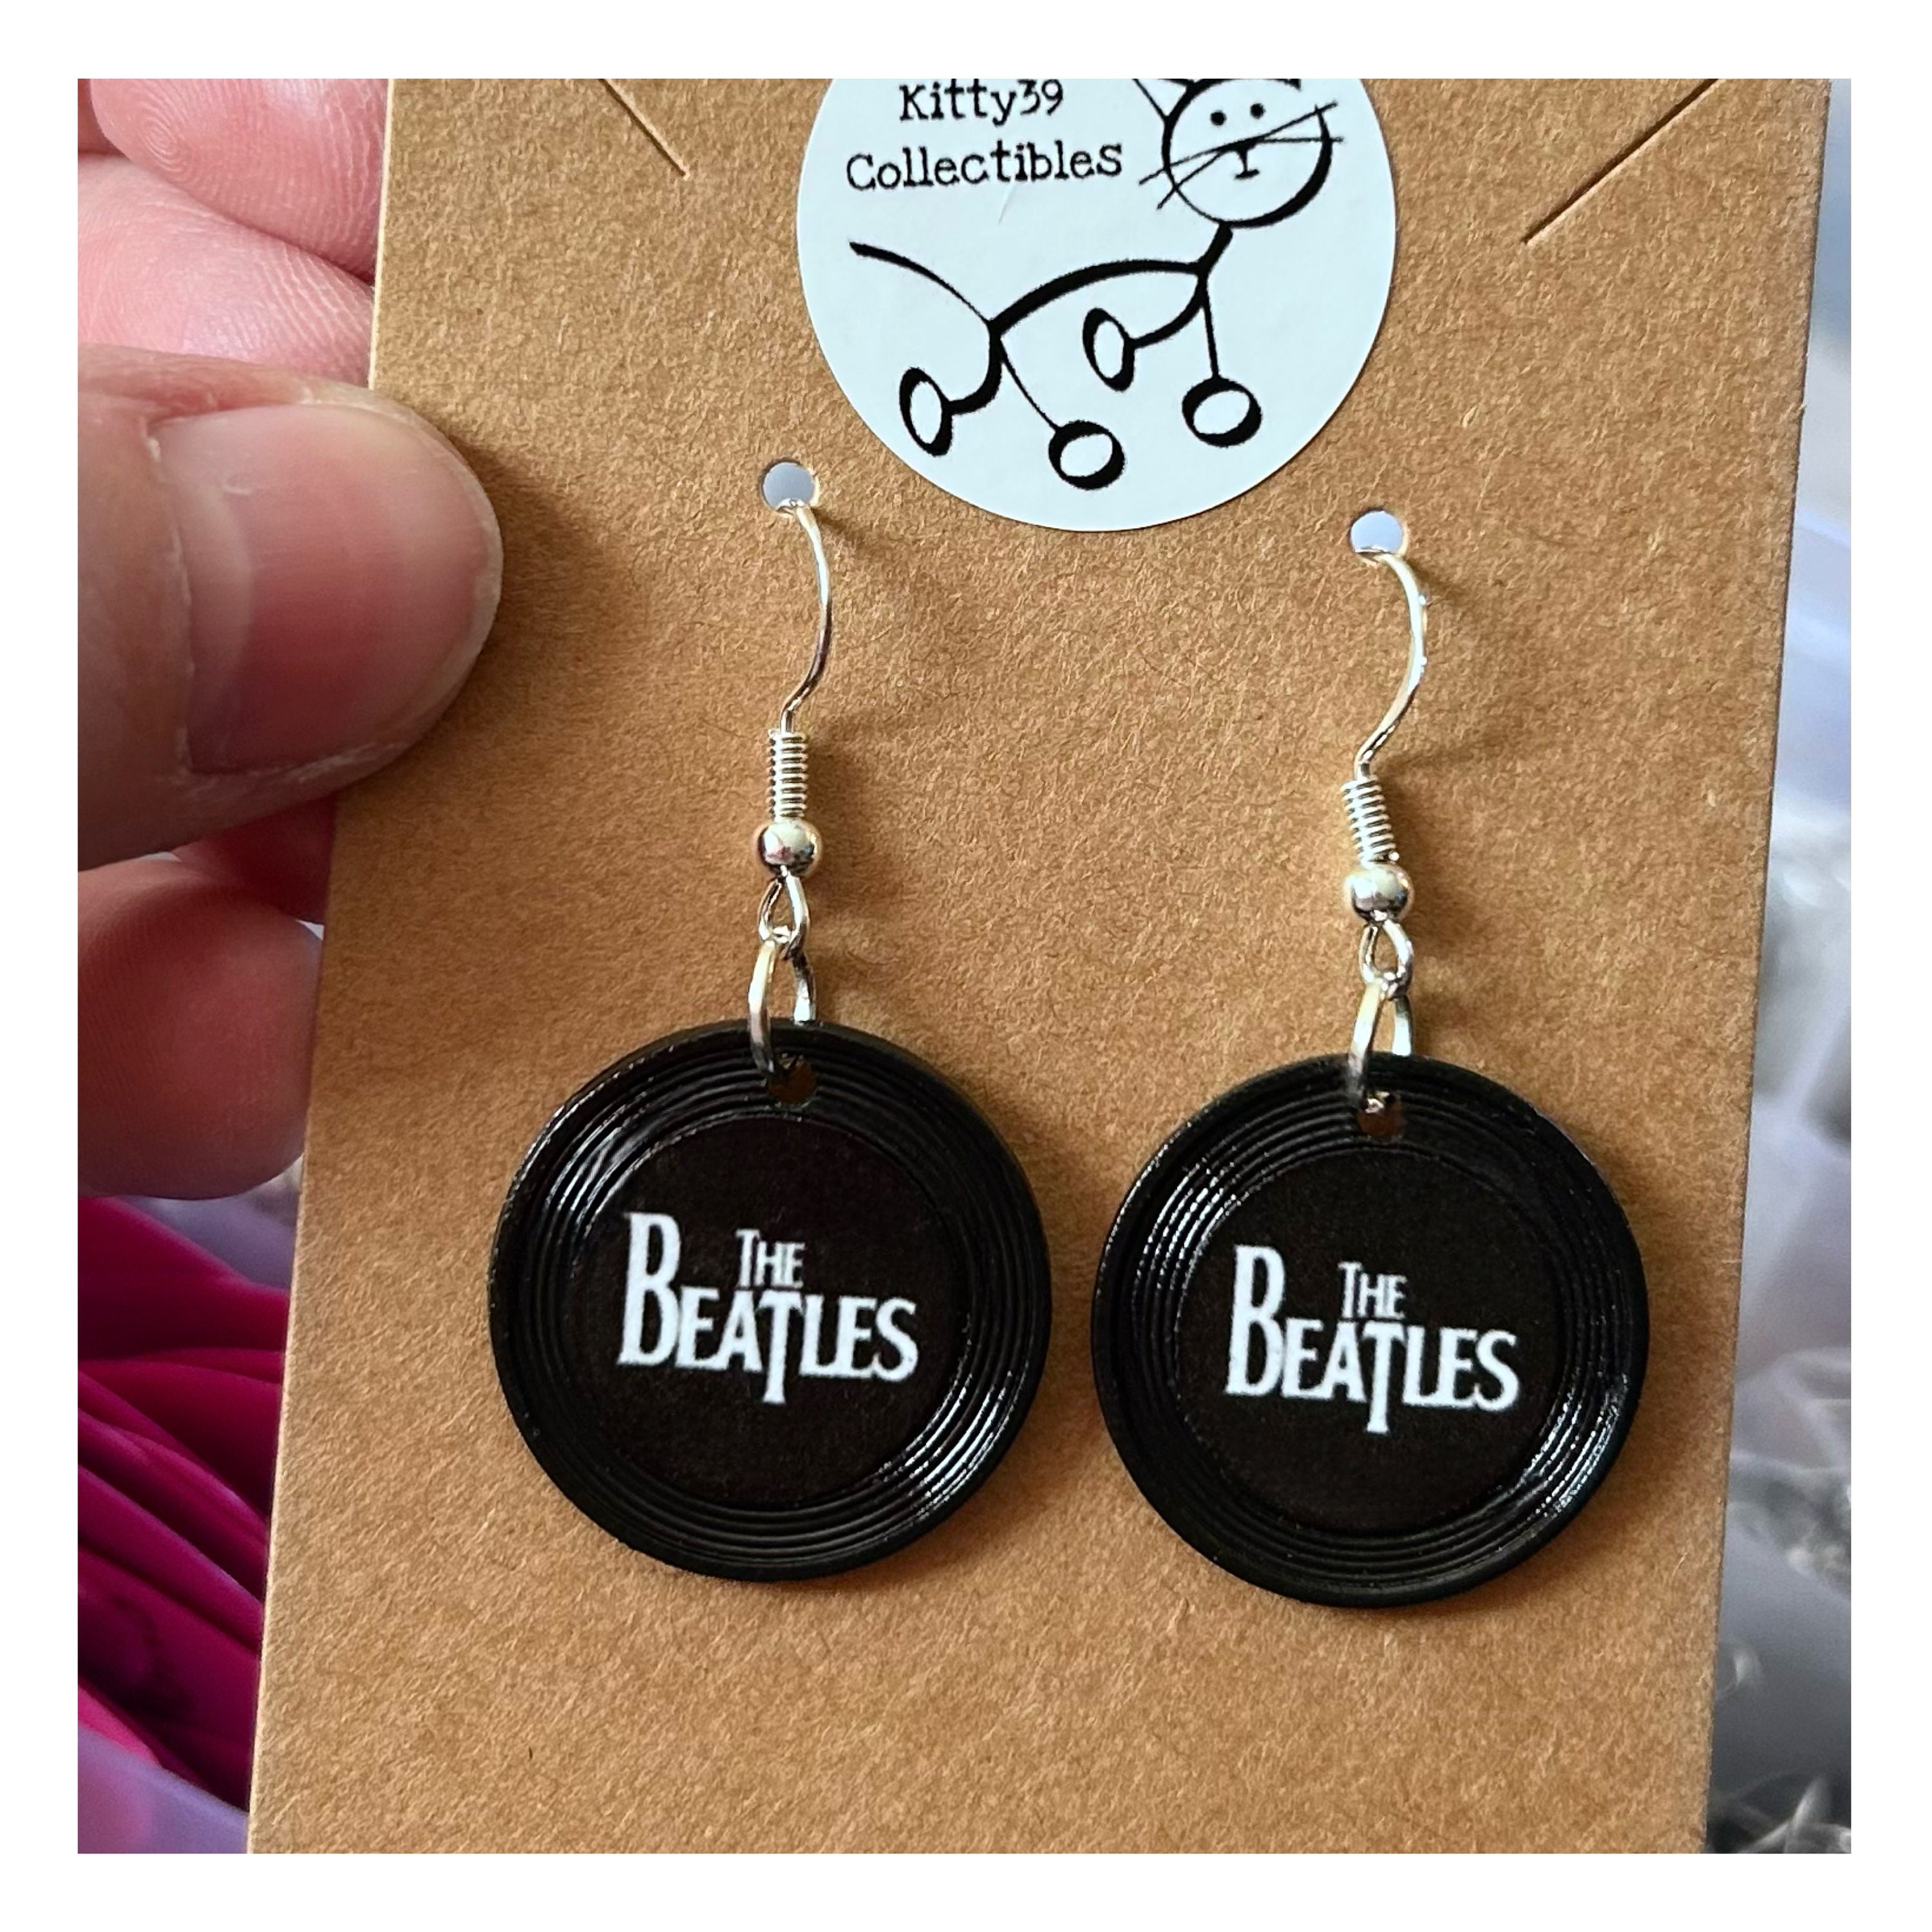 Kitty39
Collectibles
THE
BEATLES
THE
BEATLES